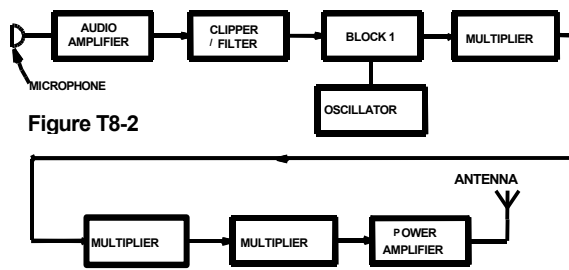 AUDIO
AMPLIFIER
CLIPPER
/ FILTER
BLOCK 1
MULTIPLIER
MICROPHONE
OSCILLATOR
Figure T8-2
ANTENNA
MULTIPLIER
MULTIPLIER
POWER
AMPLIFIER